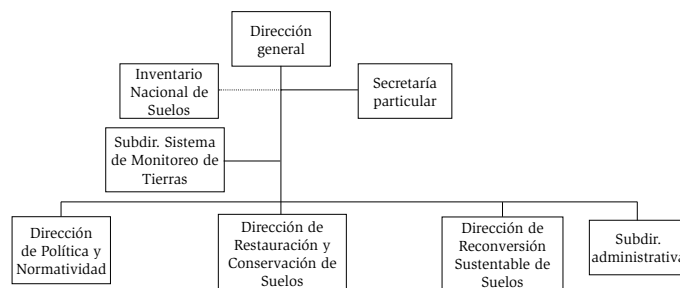 Dirección
general
Inventario
Nacional de
Suelos
Secretaría
particular
Subdir. Sistema
de Monitoreo de
Tierras
Dirección
de Política y
Normatividad
Dirección de
Restauración y
Conservación de
Suelos
Dirección de
Reconversión
Sustentable de
Suelos
Subdir.
administrativa